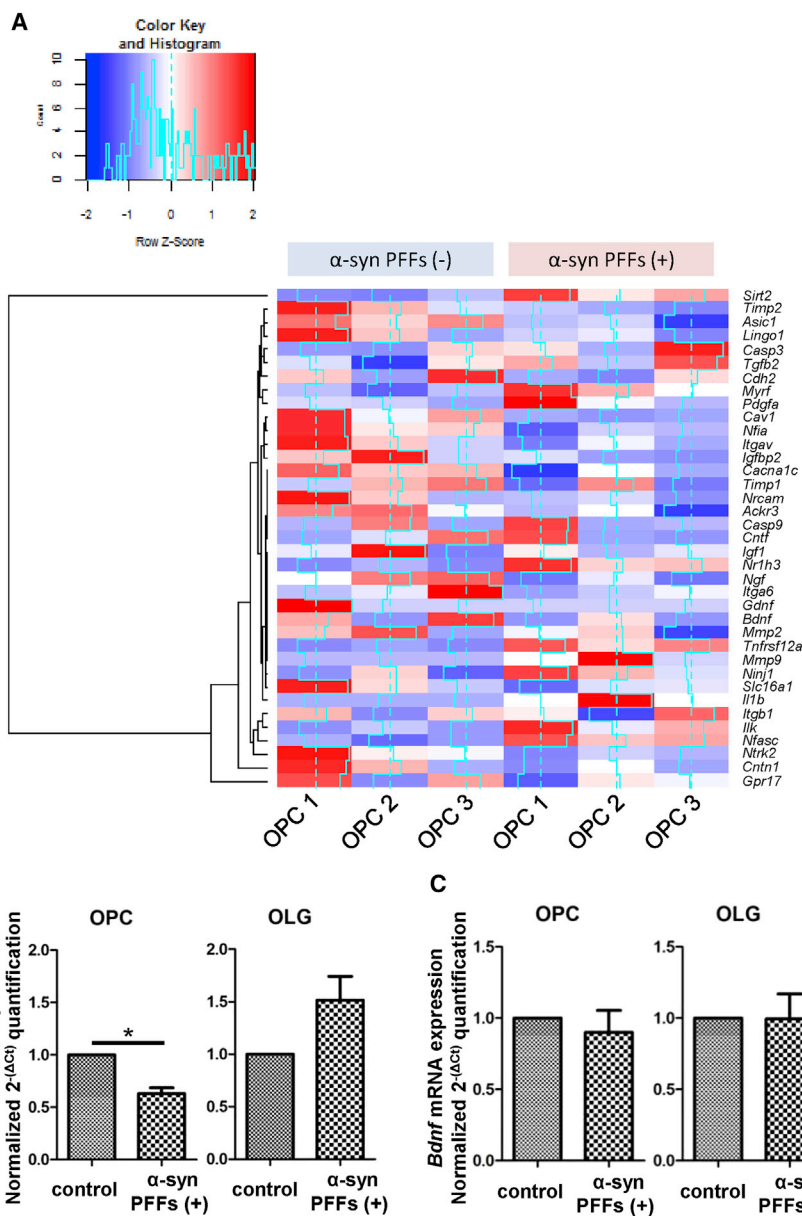 A
Color Key
and Histogram
Count
0 2 4 6 8 10
-2 -1 0 1 2
Row Z-Score
α-syn PFFs (-)
α-syn PFFs (+)
Sirt2
Timp2
Asic1
Lingo1
Casp3
Tgfb2
Cdh2
Myrf
Pdgfa
Cav1
Nfia
Itgav
Igfbp2
Cacna1c
Timp1
Nrcam
Ackr3
Casp9
Cntf
Igf1
Nr1h3
Ngf
Itga6
Gdnf
Bdnf
Mmp2
Tnfrsf12a
Mmp9
Ninj1
Slc16a1
Il1b
Itgb1
Ilk
Nfasc
Ntrk2
Cntn1
Gpr17
OPC 1 OPC 2 OPC 3 OPC 1 OPC 2 OPC 3
OPC
Normalized 2-(ΔCt) quantification
2.0
1.5
1.0
0.5
0.0
*
control
α-syn
PFFs (+)
OLG
2.0
1.5
1.0
0.5
0.0
control
α-syn
PFFs (+)
C
OPC
Bdnf mRNA expression
Normalized 2-(ΔCt) quantification
1.5
1.0
0.5
0.0
control
α-syn
PFFs (+)
OLG
1.5
1.0
0.5
0.0
control
α-s
PFFs